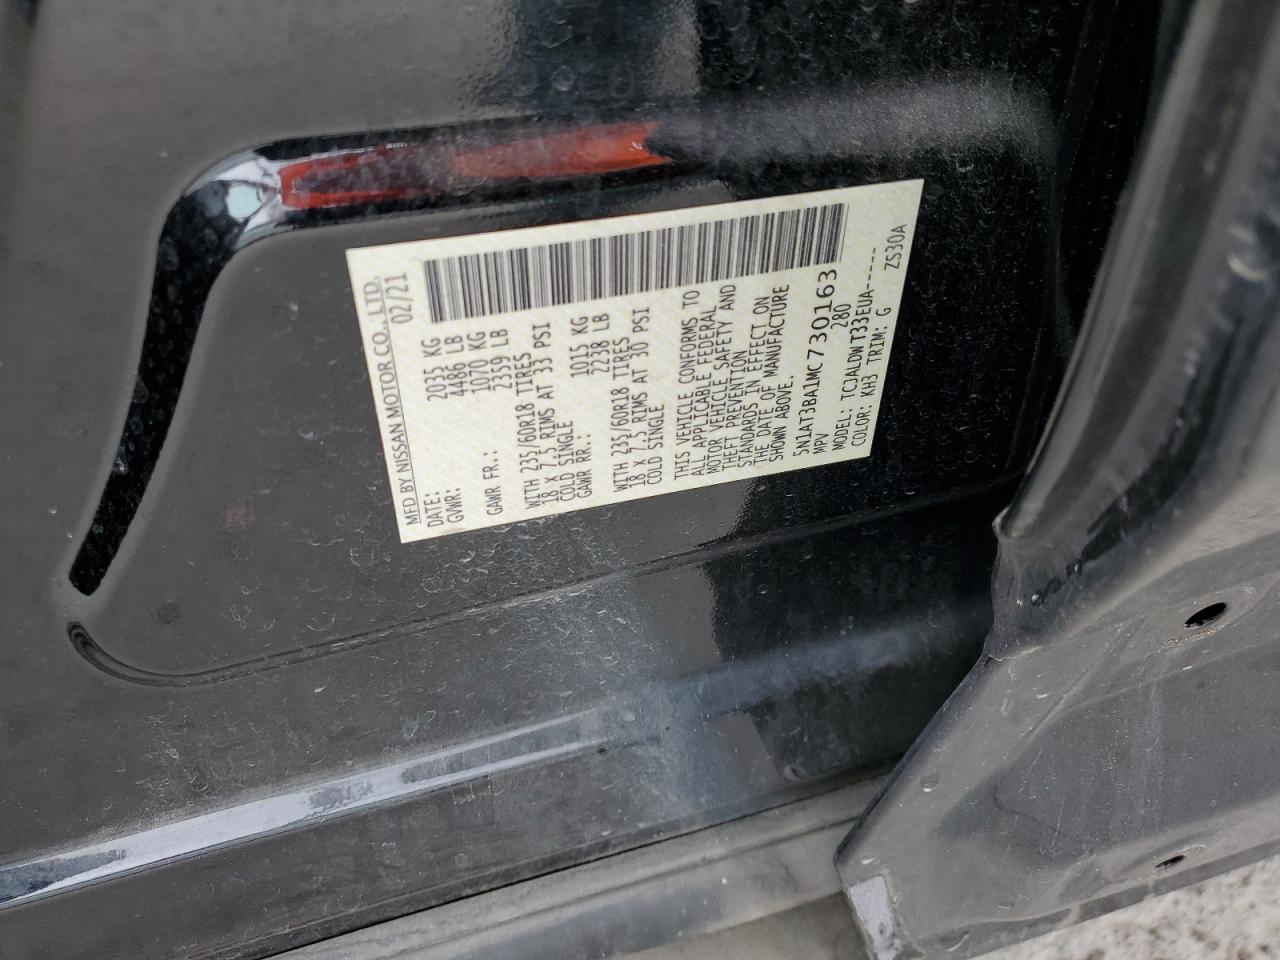 MFD BY NISSAN MOTOR CO., LTD.
DATE: 02/21
GVWR: 2035 KG
4486 LB
GAWR FR.: 1070 KG
2359 LB
WITH 235/60R18 TIRES
18 X 7.5 RIMS AT 33 PSI
COLD SINGLE
GAWR RR.: 1015 KG
2238 LB
WITH 235/60R18 TIRES
18 X 7.5 RIMS AT 30 PSI
COLD SINGLE
THIS VEHICLE CONFORMS TO
ALL APPLICABLE FEDERAL
MOTOR VEHICLE SAFETY AND
THEFT PREVENTION
STANDARDS IN EFFECT ON
THE DATE OF MANUFACTURE
SHOWN ABOVE.
5N1AT3BA1MC730163
MPV 280
MODEL: TCJALDWT33EUA-----
COLOR: KH3 TRIM: G
ZS30A